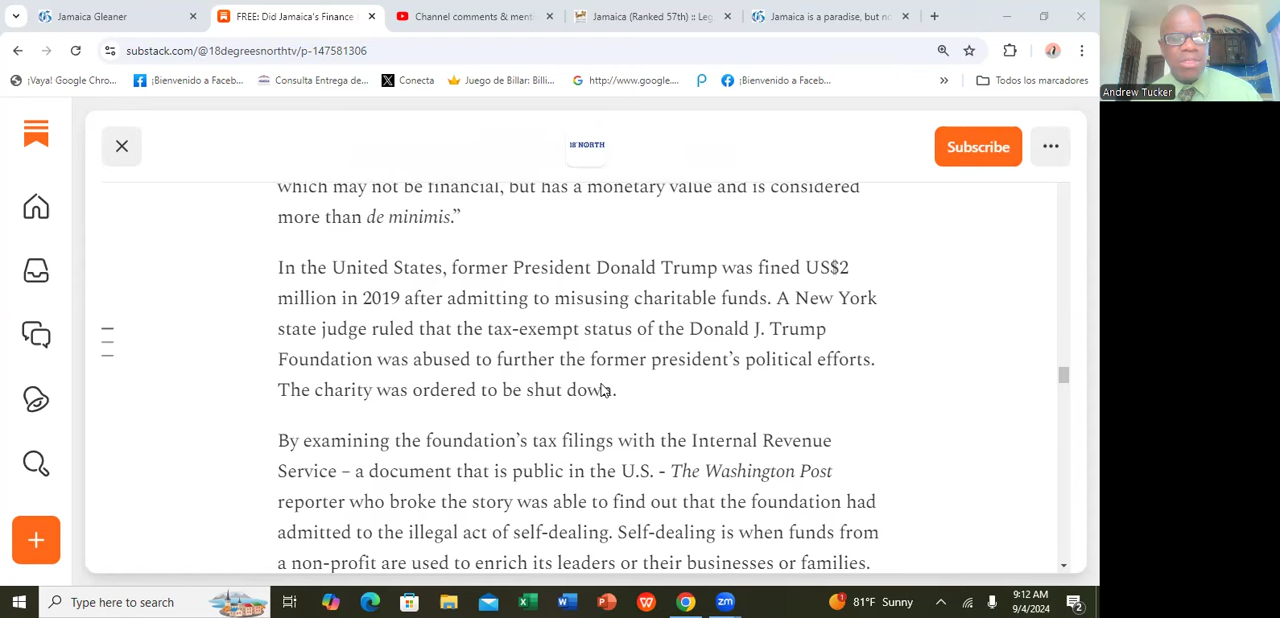 Jamaica Gleaner
FREE: Did Jamaica's Finance
Channel comments & ment
Jamaica (Ranked 57th) :: Leg
Jamaica is a paradise, but no
substack.com/@18degreesnorthtv/p-147581306
¡Vaya! Google Chro...
¡Bienvenido a Faceb...
Consulta Entrega de...
Conecta
Juego de Billar: Billi...
http://www.google....
¡Bienvenido a Faceb...
»
Todos los marcadores
Andrew Tucker
18°NORTH
Subscribe
which may not be financial, but has a monetary value and is considered
more than de minimis.”
In the United States, former President Donald Trump was fined US$2
million in 2019 after admitting to misusing charitable funds. A New York
state judge ruled that the tax-exempt status of the Donald J. Trump
Foundation was abused to further the former president’s political efforts.
The charity was ordered to be shut down.
By examining the foundation’s tax filings with the Internal Revenue
Service – a document that is public in the U.S. - The Washington Post
reporter who broke the story was able to find out that the foundation had
admitted to the illegal act of self-dealing. Self-dealing is when funds from
a non-profit are used to enrich its leaders or their businesses or families.
Type here to search
zm
81°F Sunny
9:12 AM
9/4/2024
2